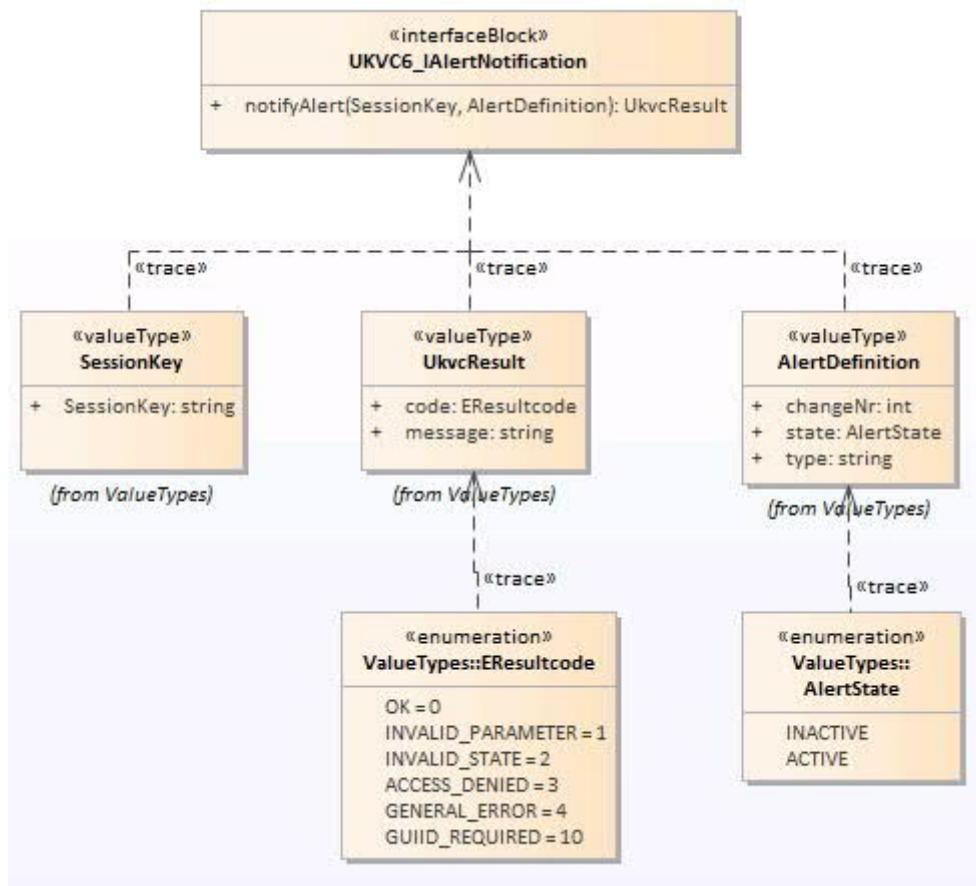 «interfaceBlock»
UKVC6_IAlertNotification
+ notifyAlert(SessionKey, AlertDefinition): UkvcResult
«trace»
«trace»
«trace»
«valueType»
SessionKey
+ SessionKey: string
(from ValueTypes)
«valueType»
UkvcResult
+ code: EResultcode
+ message: string
(from ValueTypes)
«valueType»
AlertDefinition
+ changeNr: int
+ state: AlertState
+ type: string
(from ValueTypes)
«trace»
«trace»
«enumeration»
ValueTypes::EResultcode
OK = 0
INVALID_PARAMETER = 1
INVALID_STATE = 2
ACCESS_DENIED = 3
GENERAL_ERROR = 4
GUIID_REQUIRED = 10
«enumeration»
ValueTypes::
AlertState
INACTIVE
ACTIVE